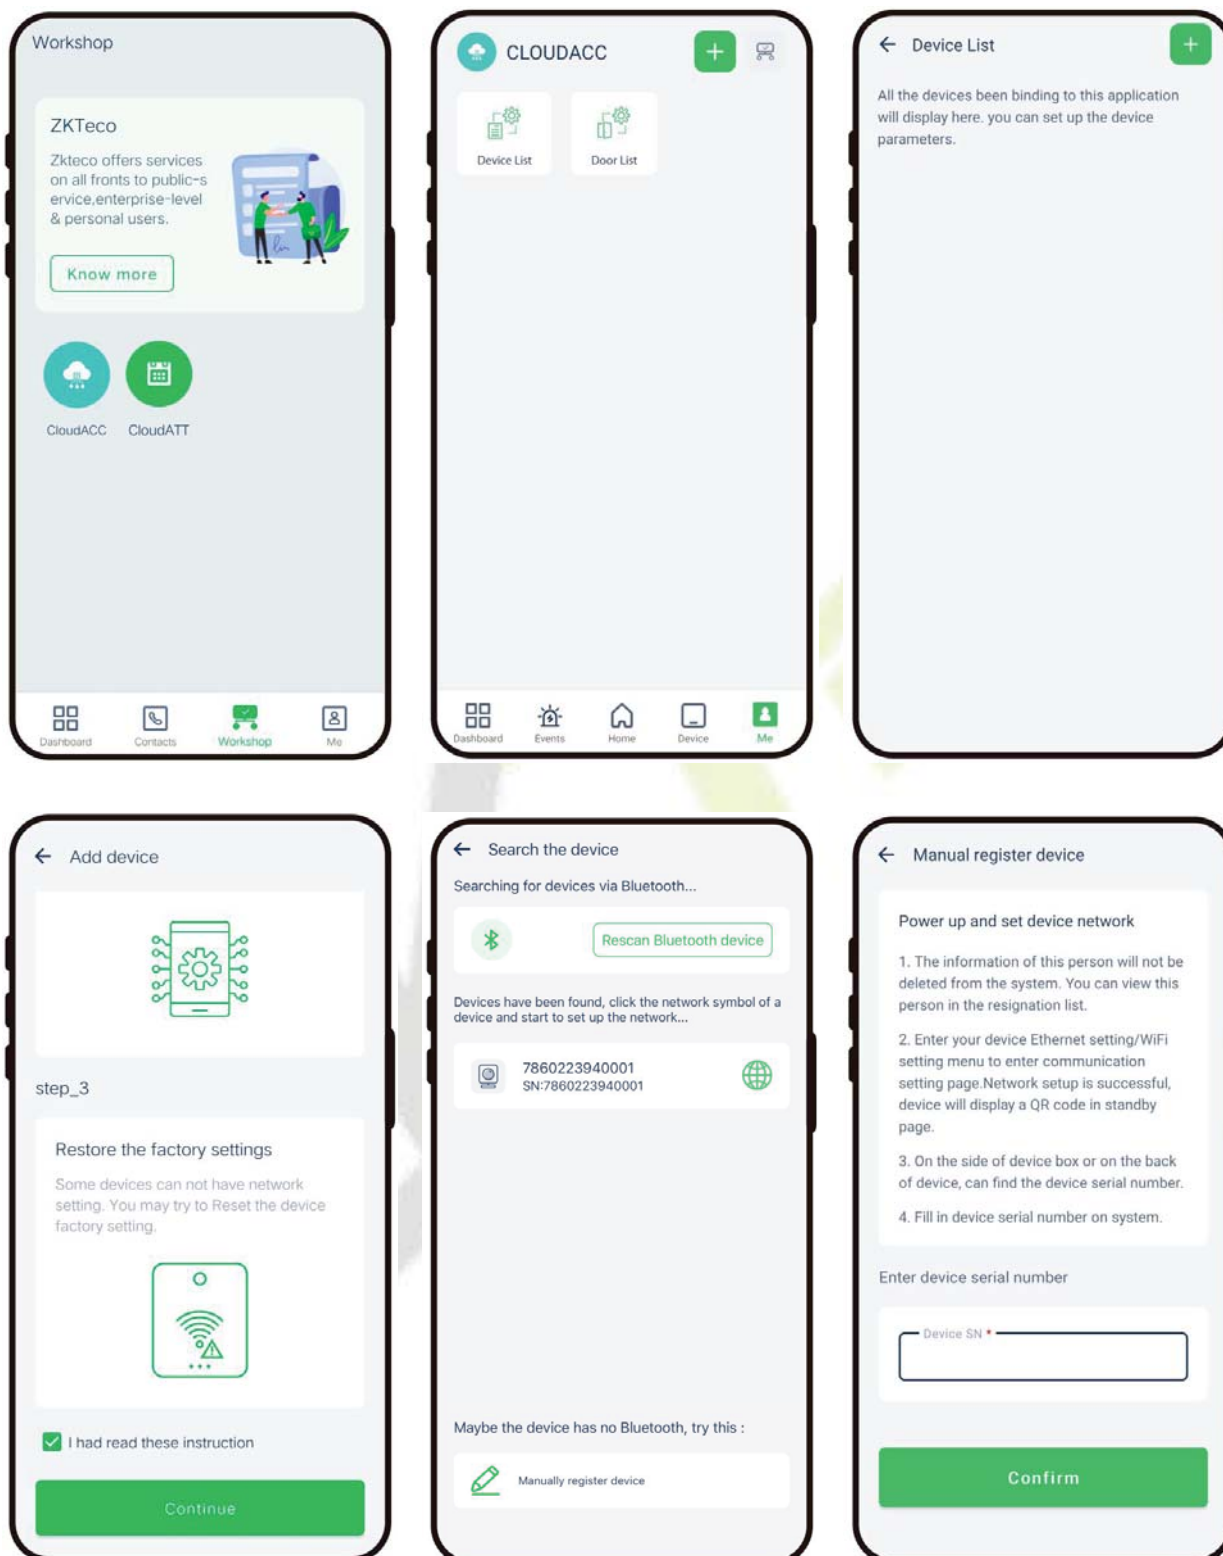 Workshop
ZKTeco
Zkteco offers services
on all fronts to public-s
ervice,enterprise-level
& personal users.
Know more
CloudACC
CloudATT
Dashboard
Contacts
Workshop
Me
CLOUDACC
Device List
Door List
Dashboard
Events
Home
Device
Me
Device List
All the devices been binding to this application
will display here. you can set up the device
parameters.
Add device
step_3
Restore the factory settings
Some devices can not have network
setting. You may try to Reset the device
factory setting.
I had read these instruction
Continue
Search the device
Searching for devices via Bluetooth...
Rescan Bluetooth device
Devices have been found, click the network symbol of a
device and start to set up the network...
7860223940001
SN:7860223940001
Maybe the device has no Bluetooth, try this :
Manually register device
Manual register device
Power up and set device network
1. The information of this person will not be
deleted from the system. You can view this
person in the resignation list.
2. Enter your device Ethernet setting/WiFi
setting menu to enter communication
setting page.Network setup is successful,
device will display a QR code in standby
page.
3. On the side of device box or on the back
of device, can find the device serial number.
4. Fill in device serial number on system.
Enter device serial number
Device SN *
Confirm